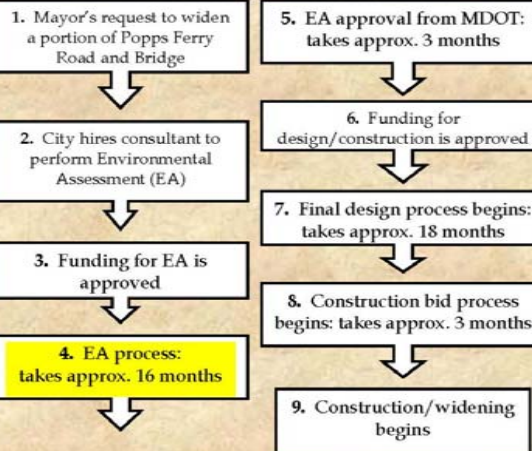 1. Mayor's request to widen
a portion of Popps Ferry
Road and Bridge
2. City hires consultant to
perform Environmental
Assessment (EA)
3. Funding for EA is
approved
4. EA process:
takes approx. 16 months
5. EA approval from MDOT:
takes approx. 3 months
6. Funding for
design/construction is approved
7. Final design process begins:
takes approx. 18 months
8. Construction bid process
begins: takes approx. 3 months
9. Construction/widening
begins